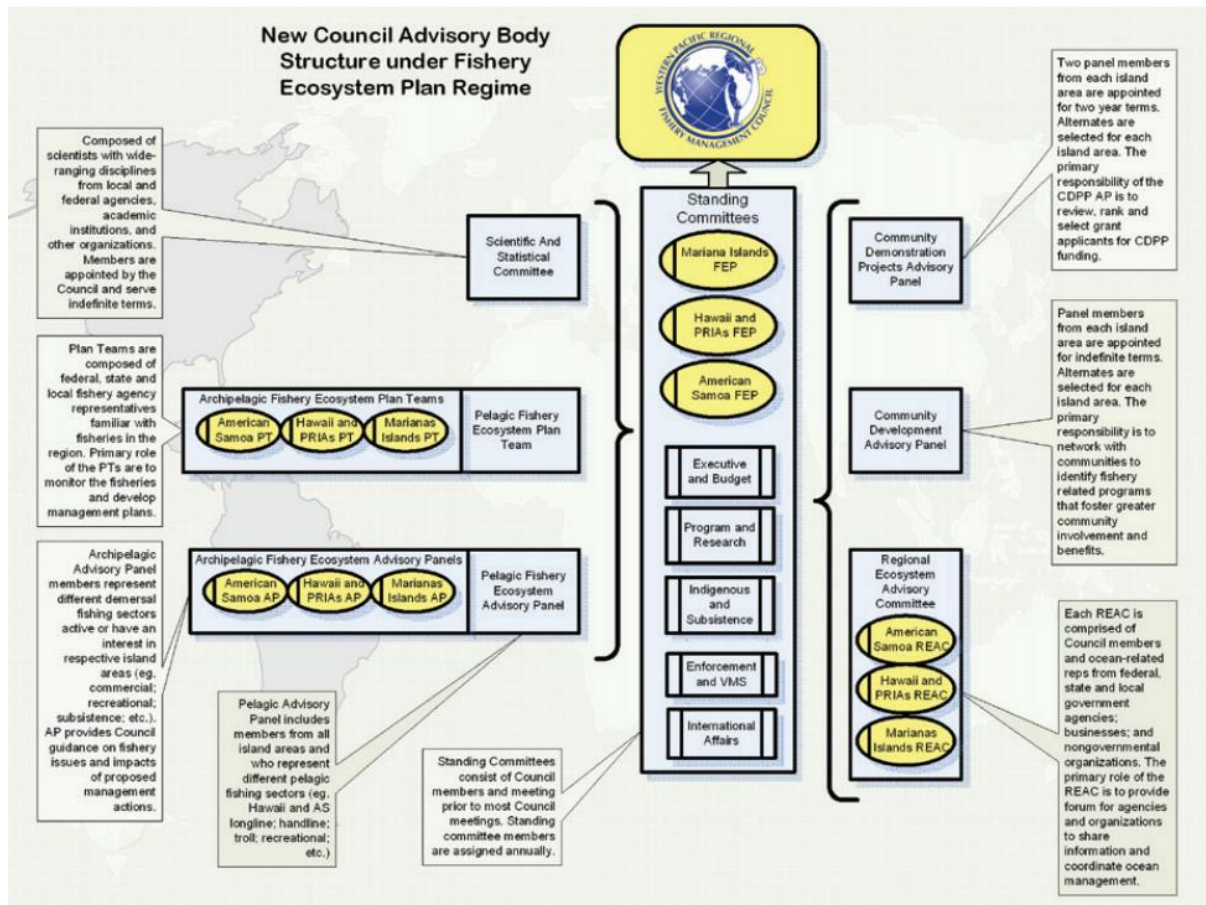 New Council Advisory Body
Structure under Fishery
Ecosystem Plan Regime
WESTERN PACIFIC REGIONAL
FISHERY MANAGEMENT COUNCIL
Composed of
scientists with wide-
ranging disciplines
from local and
federal agencies,
academic
institutions, and
other organizations.
Members are
appointed by the
Council and serve
indefinite terms.
Scientific And
Statistical
Committee
Plan Teams are
composed of
federal, state and
local fishery agency
representatives
familiar with
fisheries in the
region. Primary role
of the PTs are to
monitor the fisheries
and develop
management plans.
Archipelagic Fishery Ecosystem Plan Teams
American
Samoa PT
Hawaii and
PRIAs PT
Marianas
Islands PT
Pelagic Fishery
Ecosystem Plan
Team
Archipelagic
Advisory Panel
members represent
different demersal
fishing sectors
active or have an
interest in
respective island
areas (eg.
commercial;
recreational;
subsistence; etc.).
AP provides Council
guidance on fishery
issues and impacts
of proposed
management
actions.
Archipelagic Fishery Ecosystem Advisory Panels
American
Samoa AP
Hawaii and
PRIAs AP
Marianas
Islands AP
Pelagic Fishery
Ecosystem
Advisory Panel
Pelagic Advisory
Panel includes
members from all
island areas and
who represent
different pelagic
fishing sectors (eg.
Hawaii and AS
longline; handline;
troll; recreational;
etc.)
Standing
Committees
Mariana Islands
FEP
Hawaii and
PRIAs FEP
American
Samoa FEP
Executive
and Budget
Program and
Research
Indigenous
and
Subsistence
Enforcement
and VMS
International
Affairs
Standing Committees
consist of Council
members and meeting
prior to most Council
meetings. Standing
committee members
are assigned annually.
Community
Demonstration
Projects Advisory
Panel
Two panel members
from each island
area are appointed
for two year terms.
Alternates are
selected for each
island area. The
primary
responsibility of the
CDPP AP is to
review, rank and
select grant
applicants for CDPP
funding.
Community
Development
Advisory Panel
Panel members
from each island
area are appointed
for indefinite terms.
Alternates are
selected for each
island area. The
primary
responsibility is to
network with
communities to
identify fishery
related programs
that foster greater
community
involvement and
benefits.
Regional
Ecosystem
Advisory
Committee
American
Samoa REAC
Hawaii and
PRIAs REAC
Marianas
Islands REAC
Each REAC is
comprised of
Council members
and ocean-related
reps from federal,
state and local
government
agencies;
businesses; and
nongovernmental
organizations. The
primary role of the
REAC is to provide
forum for agencies
and organizations
to share
information and
coordinate ocean
management.